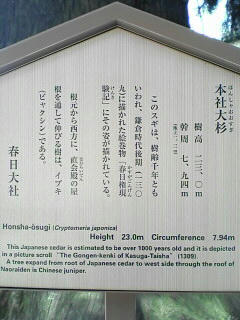 ほんしゃおおすぎ
本社大杉
樹高 二三、〇m
幹周 七、九四m
このスギは、樹齢千年とも
いわれ、鎌倉時代後期(一三〇
九)に描かれた絵巻物「春日権現
験記」にその姿が描かれている。
根元から西方に、直会殿の屋
根を通して伸びる樹は、イブキ
(ビャクシン)である。
春日大社
Honsha-ōsugi (Cryptomeria japonica)
Height 23.0m Circumference 7.94m
This Japanese cedar is estimated to be over 1000 years old and it is depicted
in a picture scroll "The Gongen-kenki of Kasuga-Taisha" (1309)
A tree expand from root of Japanese cedar to west side through the roof of
Naoraiden is Chinese juniper.